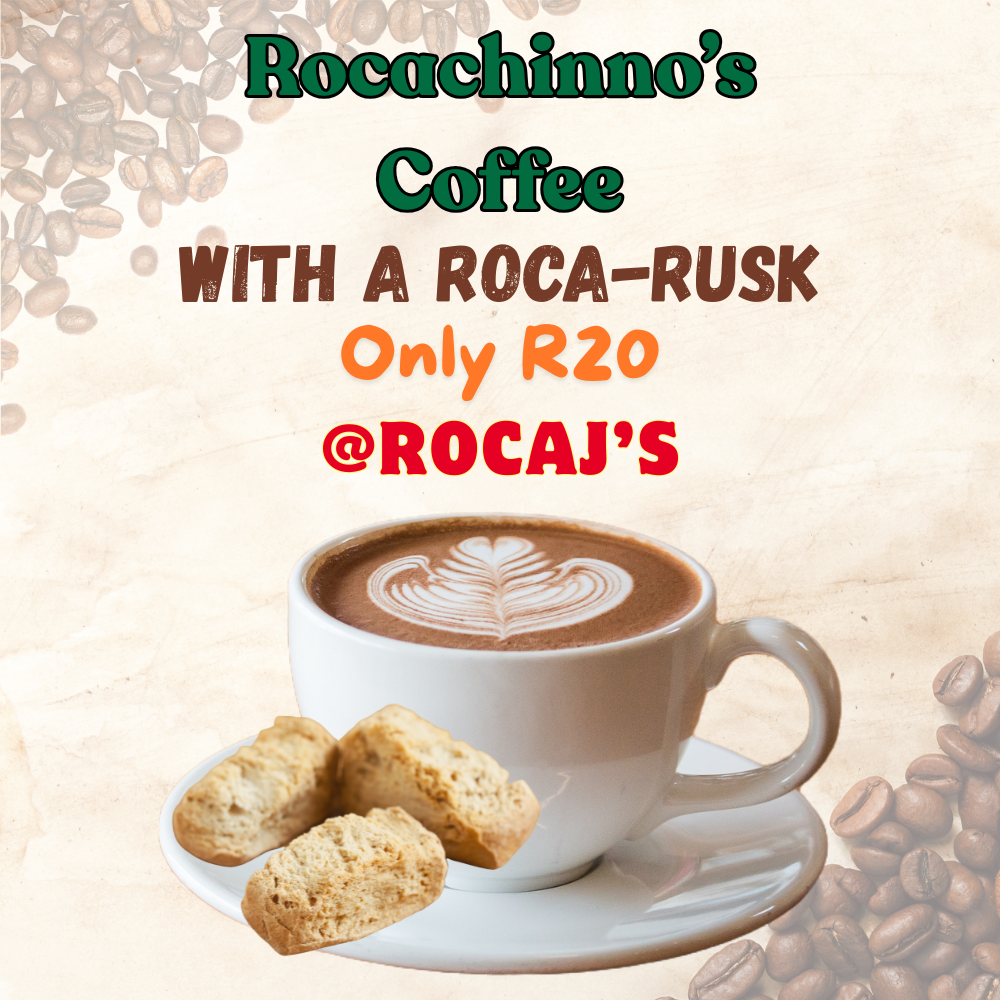 Rocachinno’s
Coffee
WITH A ROCA-RUSK
Only R20
@ROCAJ’S